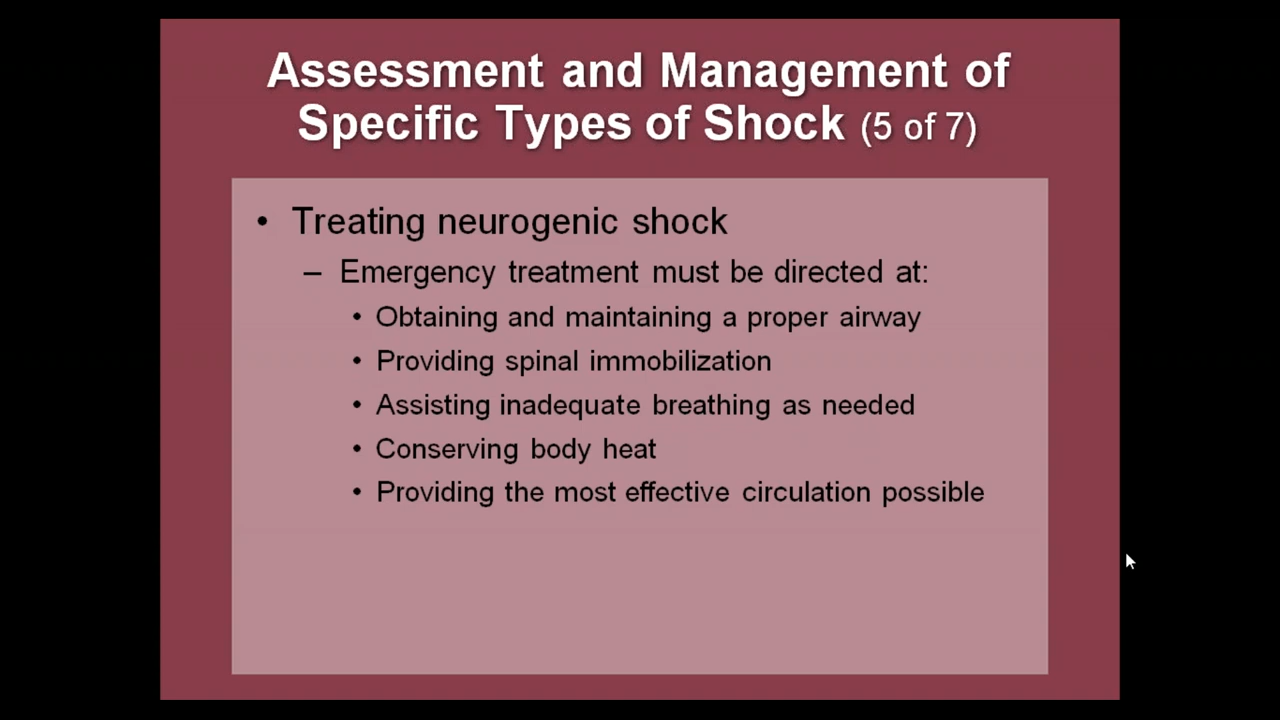 Assessment and Management of
Specific Types of Shock (5 of 7)
• Treating neurogenic shock
– Emergency treatment must be directed at:
• Obtaining and maintaining a proper airway
• Providing spinal immobilization
• Assisting inadequate breathing as needed
• Conserving body heat
• Providing the most effective circulation possible